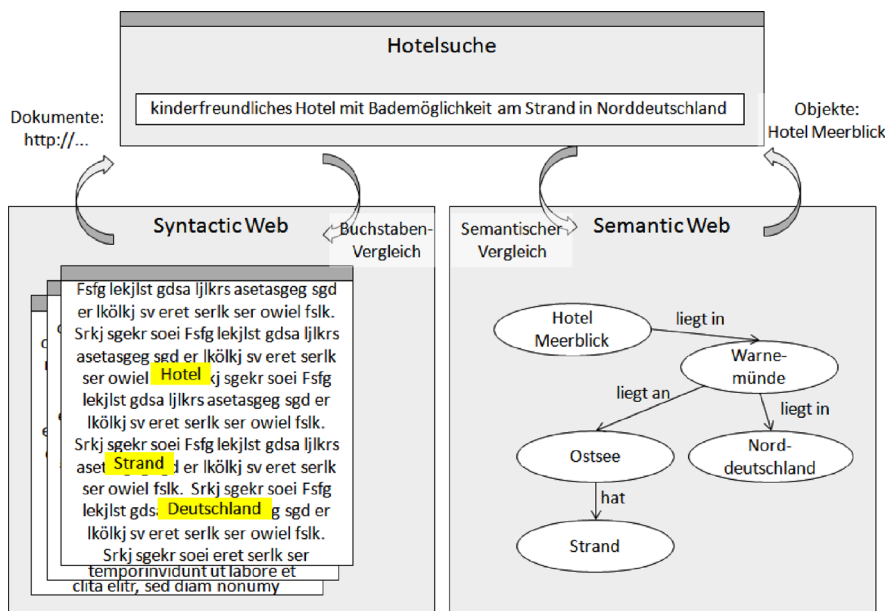 Hotelsuche
kinderfreundliches Hotel mit Bademöglichkeit am Strand in Norddeutschland
Dokumente:
http://...
Objekte:
Hotel Meerblick
Syntactic Web
Buchstaben-
Vergleich
Semantischer
Vergleich
Semantic Web
Fsfg lekjlst gdsa ljlkrs asetasgeg sgd
er lkölkj sv eret serlk ser owiel fslk.
Srkj sgekr soei Fsfg lekjlst gdsa ljlkrs
asetasgeg sgd er lkölkj sv eret serlk
ser owiel Hotel kj sgekr soei Fsfg
lekjlst gdsa ljlkrs asetasgeg sgd er
lkölkj sv eret serlk ser owiel fslk.
Srkj sgekr soei Fsfg lekjlst gdsa ljlkrs
aset Strand d er lkölkj sv eret serlk
ser owiel fslk. Srkj sgekr soei Fsfg
lekjlst gdsa Deutschland g sgd er
lkölkj sv eret serlk ser owiel fslk.
Srkj sgekr soei eret serlk ser
temporinvidunt ut labore et
clita elitr, sed diam nonumy
Hotel
Meerblick
liegt in
Warne-
münde
liegt an
liegt in
Ostsee
Nord-
deutschland
hat
Strand